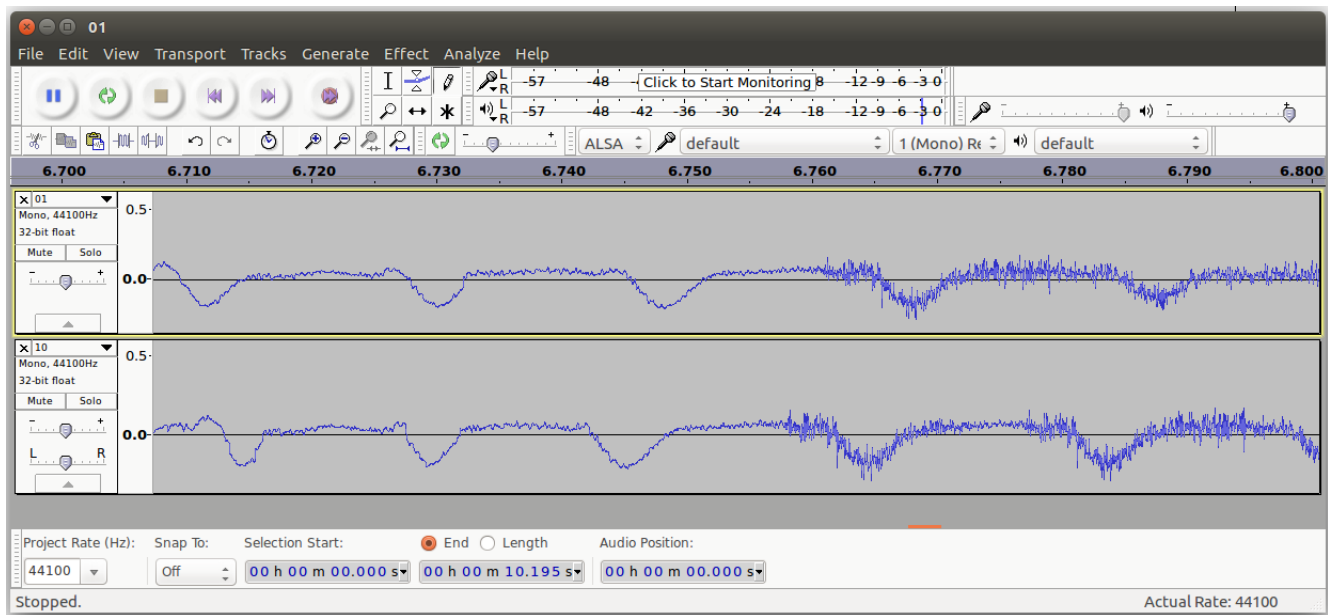 01
File Edit View Transport Tracks Generate Effect Analyze Help
L R -57 -48 -4 Click to Start Monitoring 8 -12 -9 -6 -3 0
L R -57 -48 -42 -36 -30 -24 -18 -12 -9 -6 -3 0
- + - +
- + ALSA default 1 (Mono) Re default
6.700 6.710 6.720 6.730 6.740 6.750 6.760 6.770 6.780 6.790 6.800
x 01
Mono, 44100Hz
32-bit float
Mute Solo
- +
0.5
0.0
x 10
Mono, 44100Hz
32-bit float
Mute Solo
- +
L R
0.5
0.0
Project Rate (Hz): Snap To: Selection Start: End Length Audio Position:
44100 Off 00 h 00 m 00.000 s 00 h 00 m 10.195 s 00 h 00 m 00.000 s
Stopped. Actual Rate: 44100